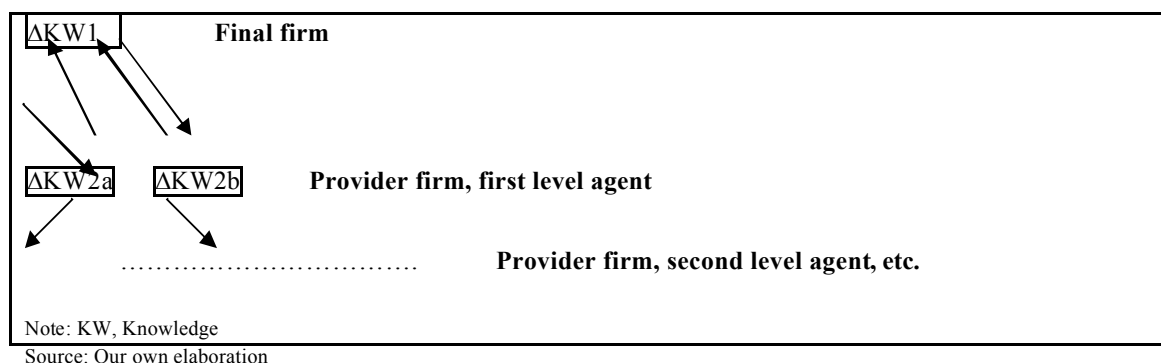 ΔKW1 Final firm
ΔKW2a ΔKW2b Provider firm, first level agent
………………………………. Provider firm, second level agent, etc.
Note: KW, Knowledge
Source: Our own elaboration